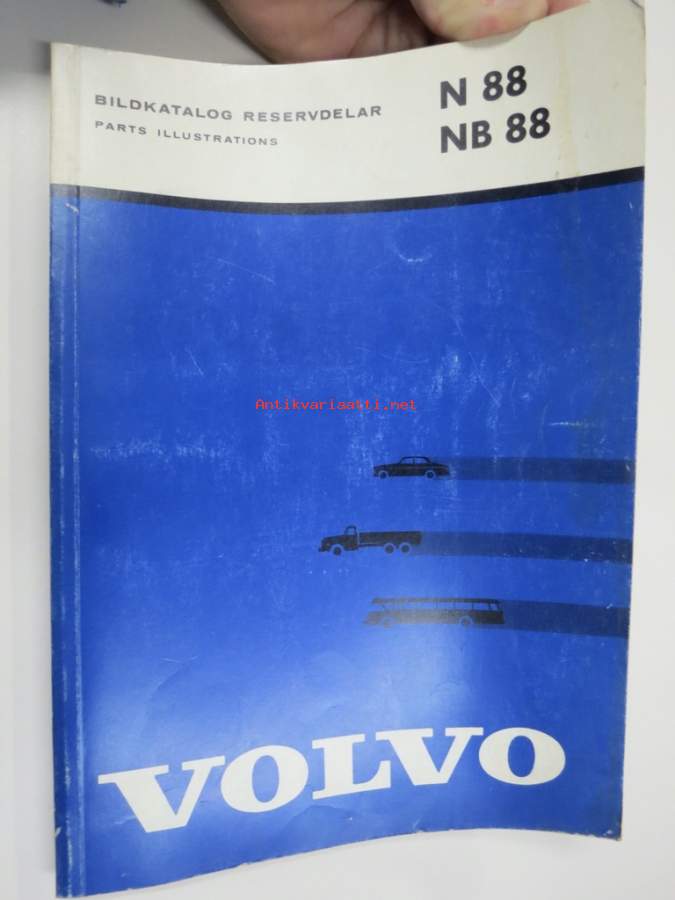 BILDKATALOG RESERVDELAR
PARTS ILLUSTRATIONS
N 88
NB 88
Antikvariaatti.net
VOLVO